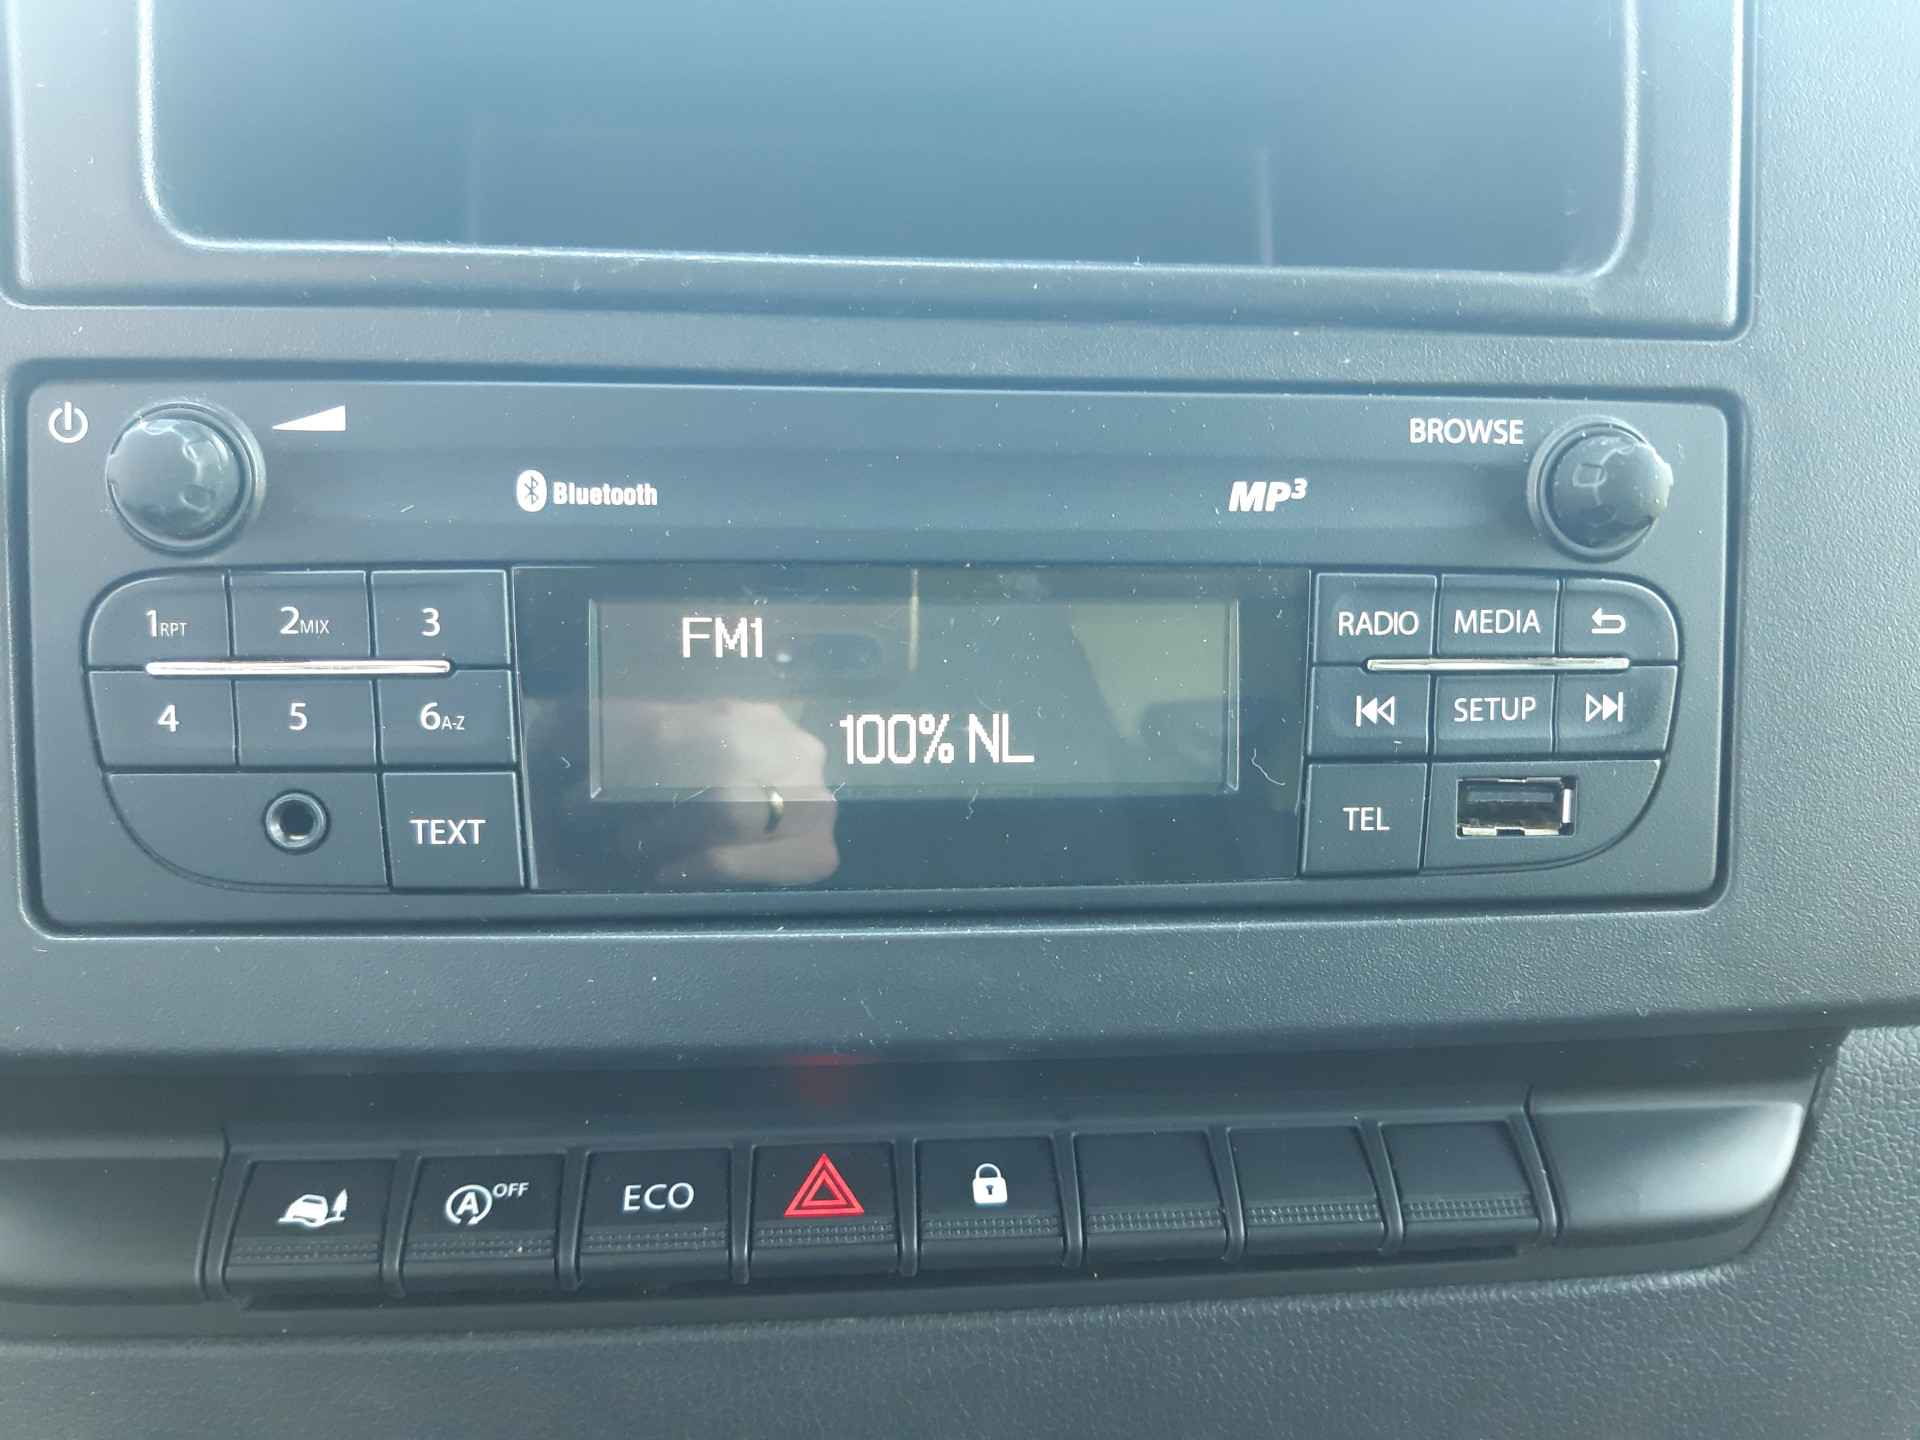 BROWSE
Bluetooth
MP3
1RPT 2MIX 3
FM1
RADIO MEDIA
4 5 6A-Z
100% NL
SETUP
TEXT
TEL
A OFF
ECO